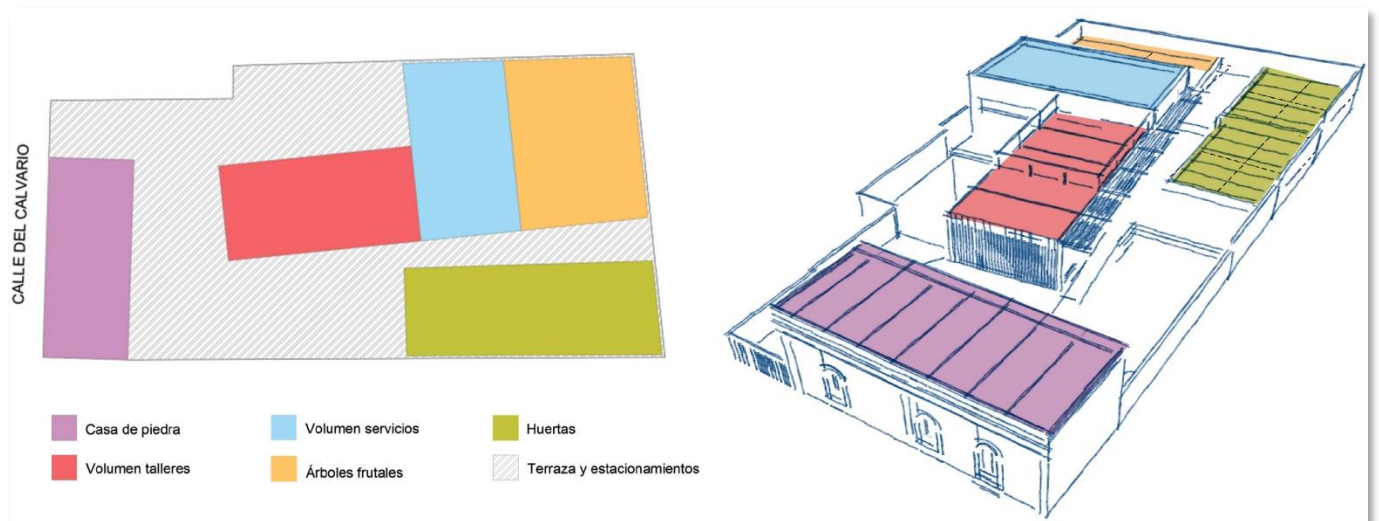 CALLE DEL CALVARIO
Casa de piedra
Volumen servicios
Huertas
Volumen talleres
Árboles frutales
Terraza y estacionamientos